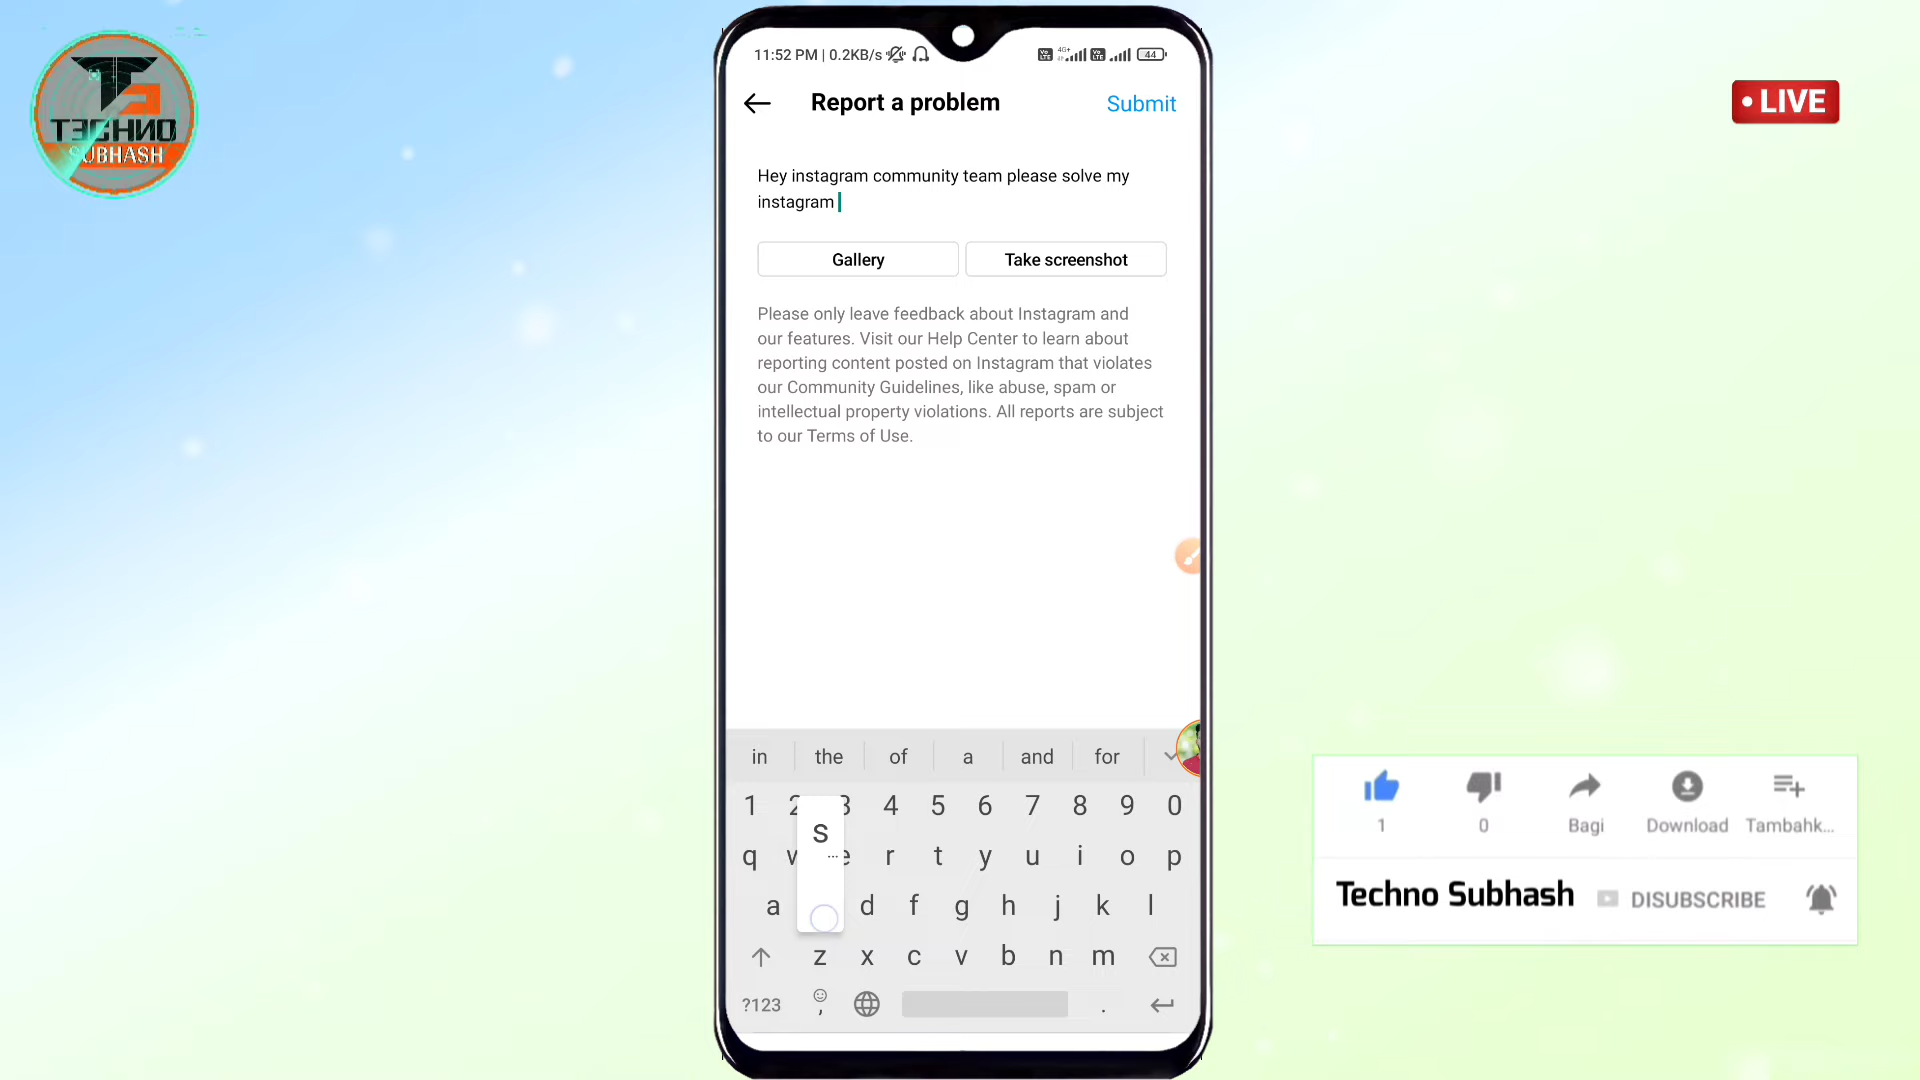 TECHNO
SUBHASH
LIVE
11:52 PM | 0.2KB/s
44
Report a problem
Submit
Hey instagram community team please solve my
instagram
Gallery
Take screenshot
Please only leave feedback about Instagram and
our features. Visit our Help Center to learn about
reporting content posted on Instagram that violates
our Community Guidelines, like abuse, spam or
intellectual property violations. All reports are subject
to our Terms of Use.
in the of a and for
1 2 3 4 5 6 7 8 9 0
s
q w e r t y u i o p
a d f g h j k l
z x c v b n m
?123 , .
1 0 Bagi Download Tambahk...
Techno Subhash DISUBSCRIBE